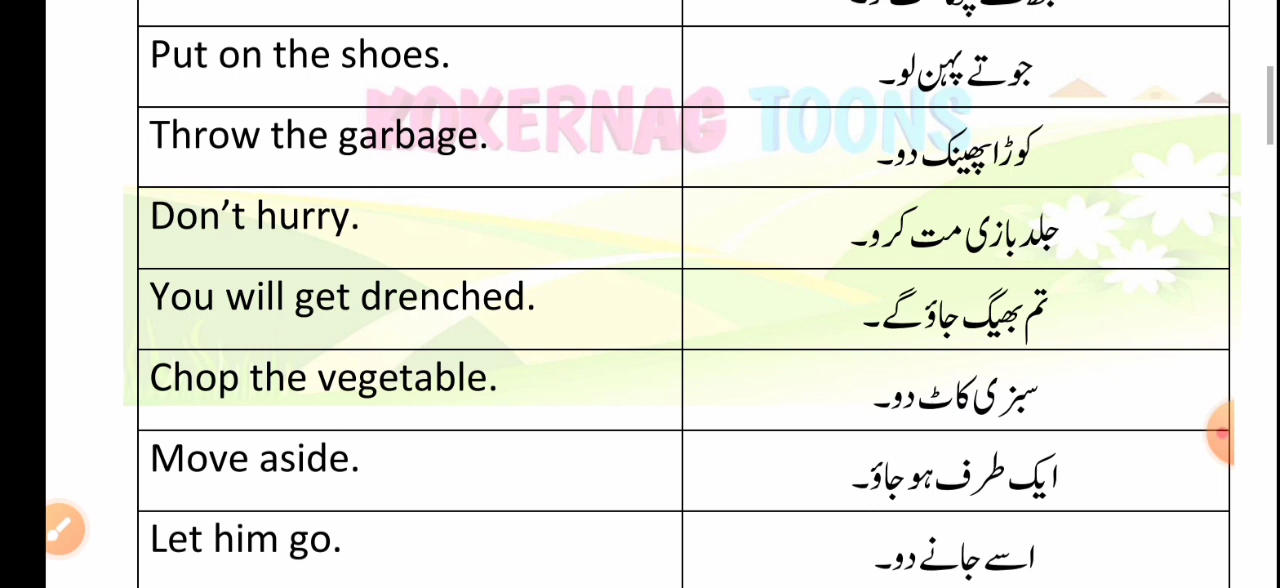 Put on the shoes.
جوتے پہن لو۔
KOKERNAG TOONS
Throw the garbage.
کوڑا پھینک دو۔
Don’t hurry.
جلد بازی مت کرو۔
You will get drenched.
تم بھیگ جاؤ گے۔
Chop the vegetable.
سبزی کاٹ دو۔
Move aside.
ایک طرف ہو جاؤ۔
Let him go.
اسے جانے دو۔